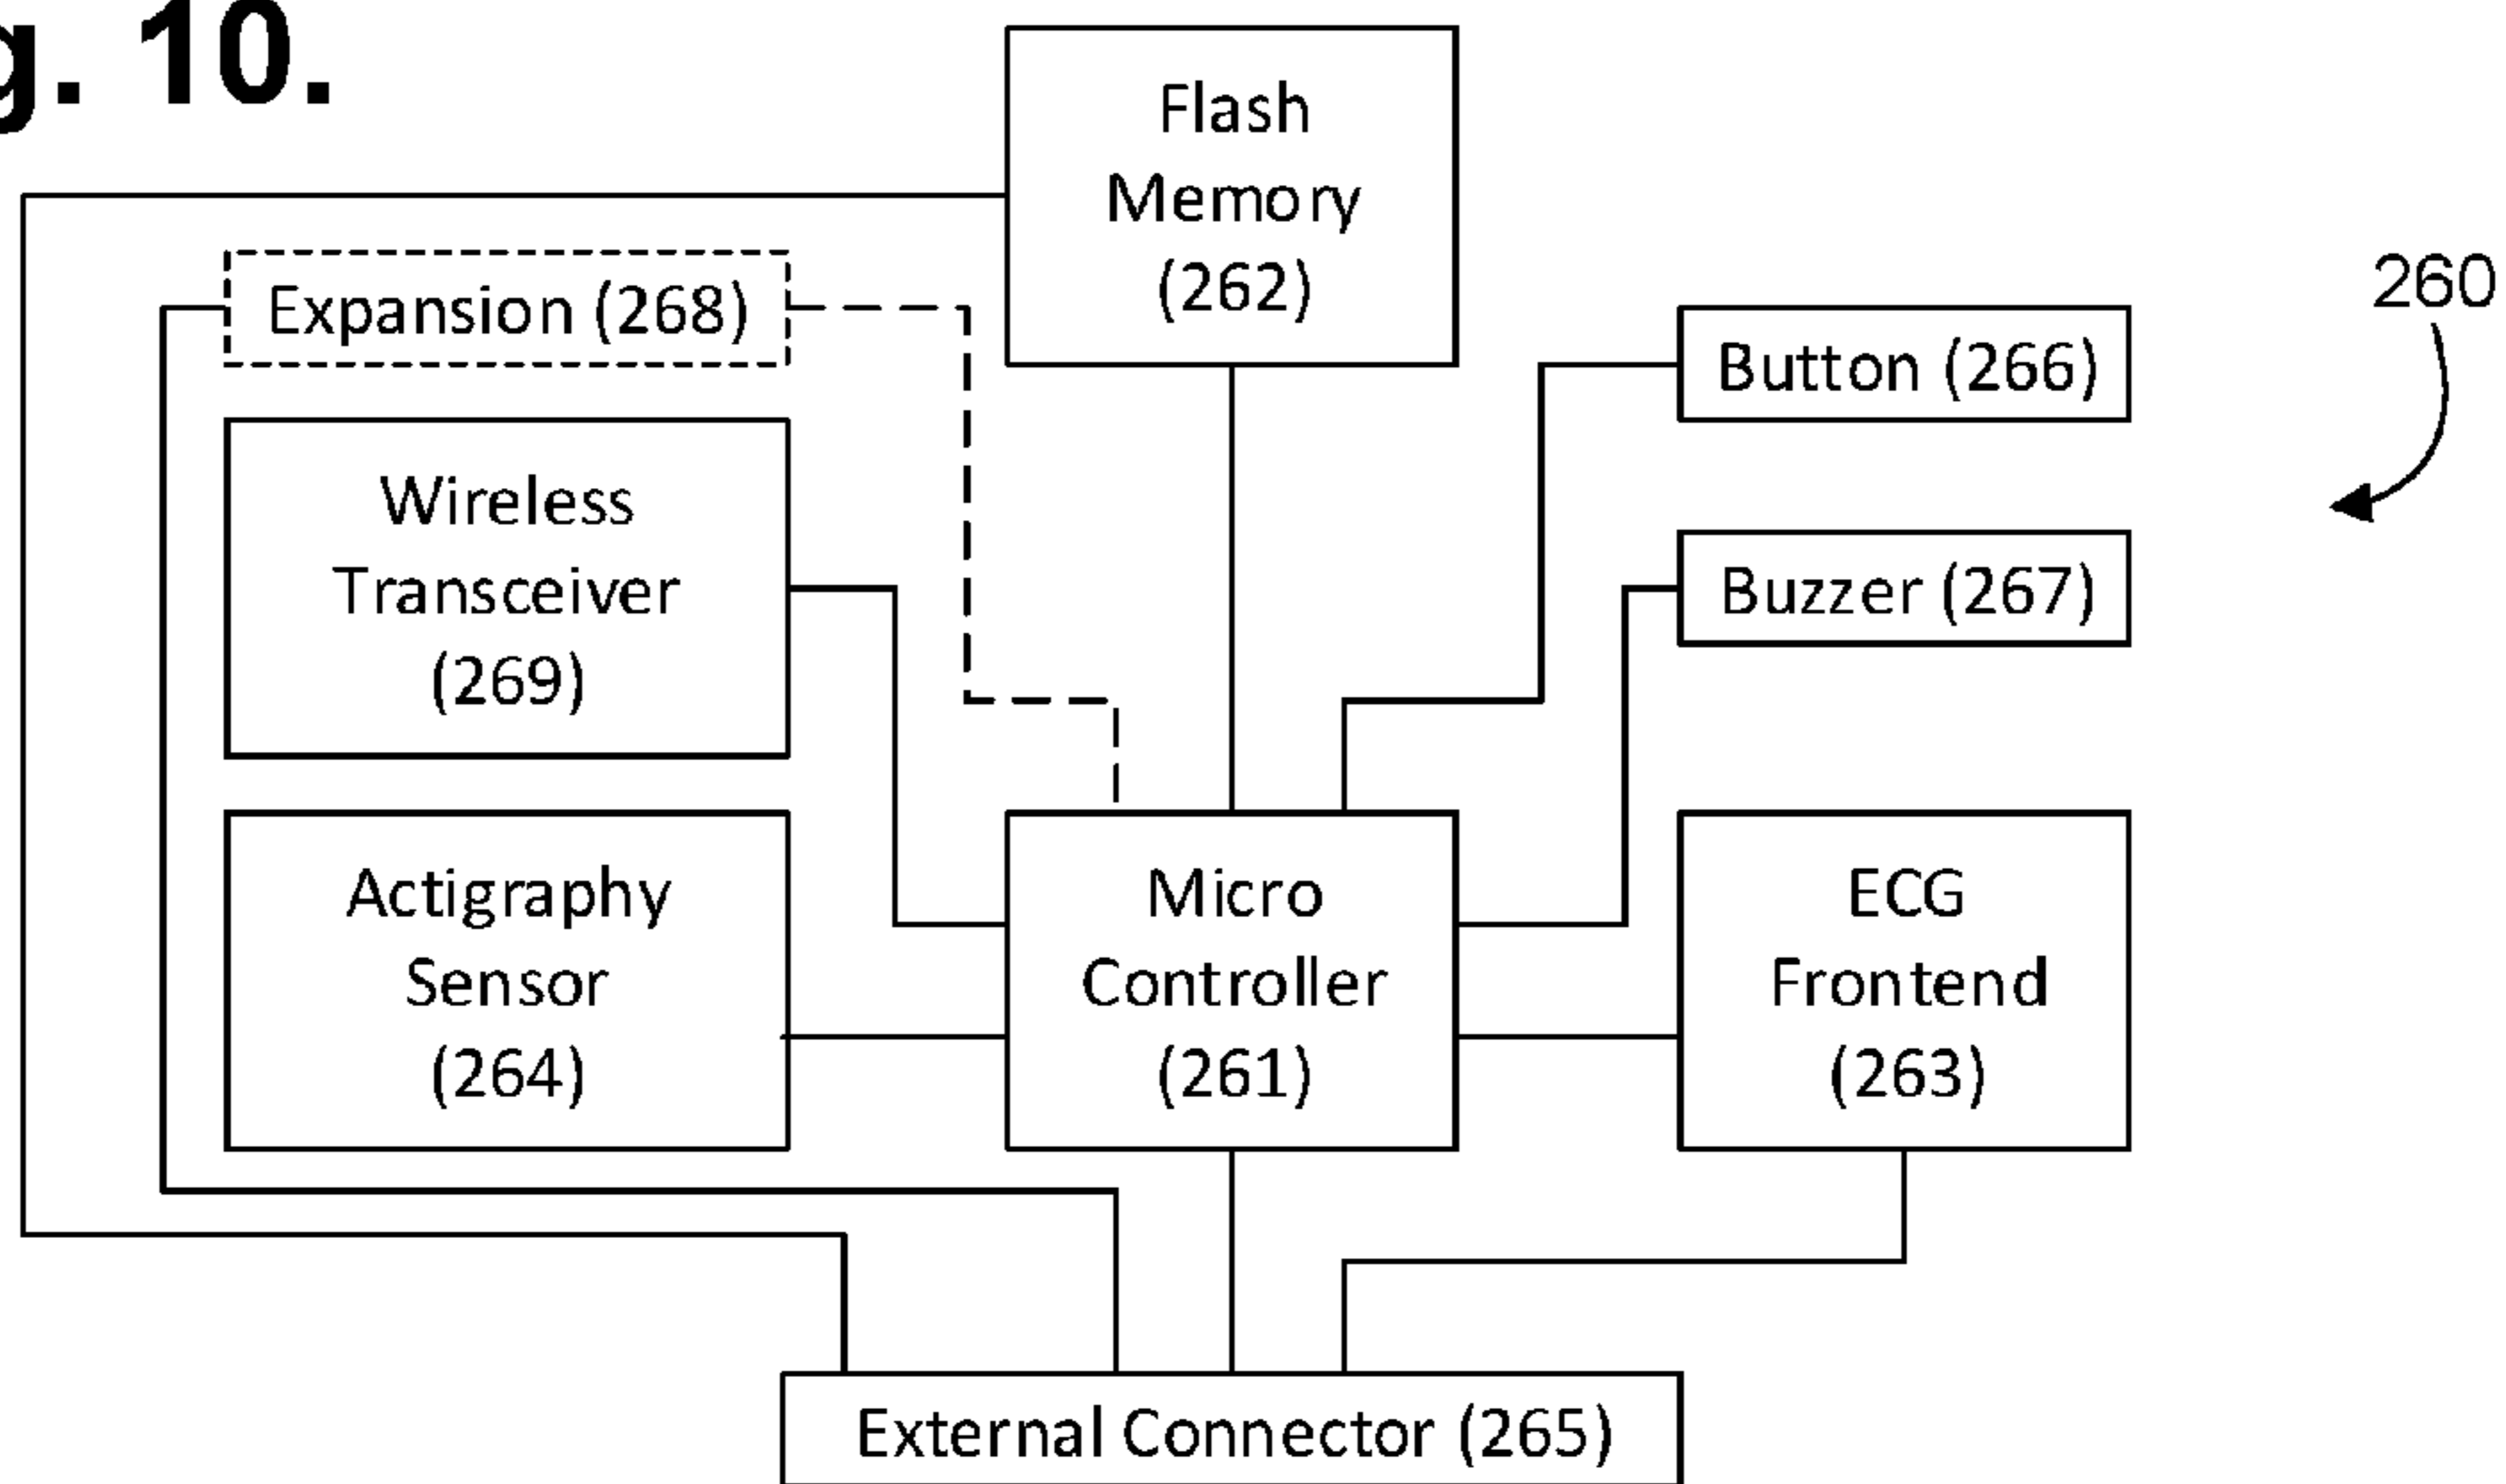 g. 10.
Flash
Memory
(262)
Expansion (268)
260
Button (266)
Wireless
Transceiver
(269)
Buzzer (267)
Actigraphy
Sensor
(264)
Micro
Controller
(261)
ECG
Frontend
(263)
External Connector (265)